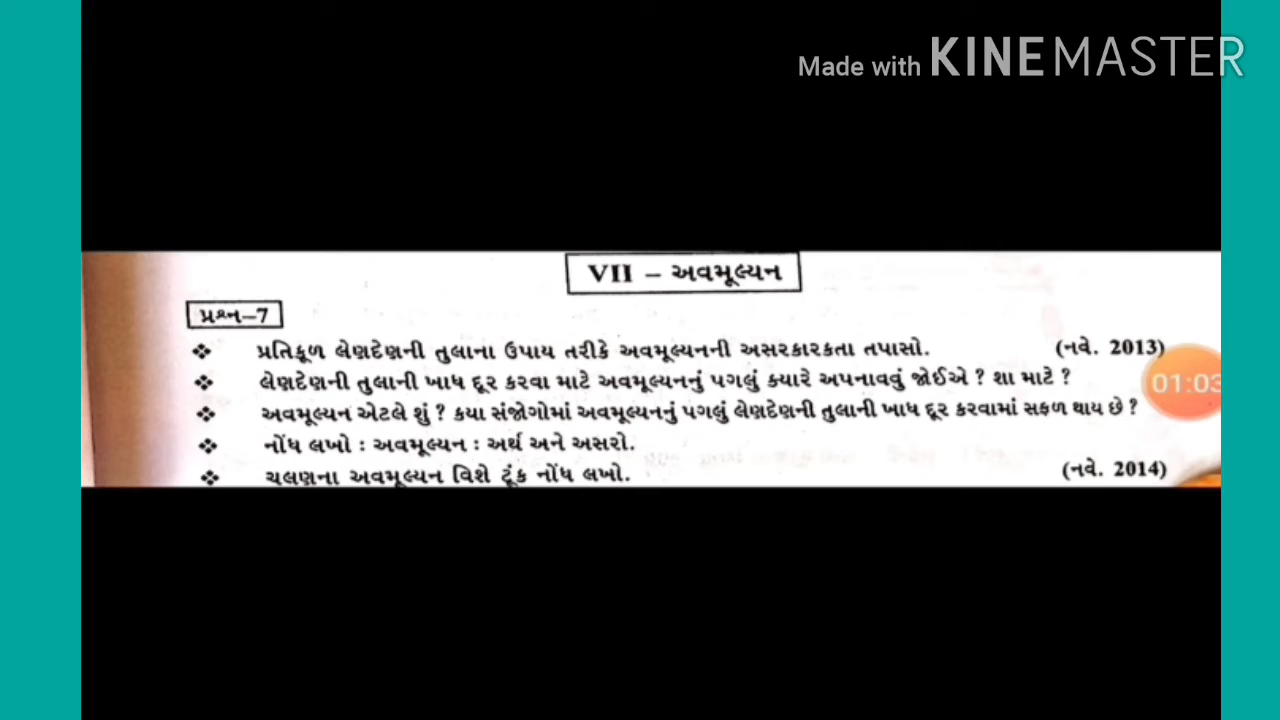 Made with KINEMASTER
VII – અવમૂલ્યન
પ્રશ્ન–7
❖ પ્રતિકૂળ લેણદેણની તુલાના ઉપાય તરીકે અવમૂલ્યનની અસરકારકતા તપાસો. (નવે. 2013)
❖ લેણદેણની તુલાની ખાધ દૂર કરવા માટે અવમૂલ્યનનું પગલું ક્યારે અપનાવવું જોઈએ ? શા માટે ?
01:03
❖ અવમૂલ્યન એટલે શું ? કયા સંજોગોમાં અવમૂલ્યનનું પગલું લેણદેણની તુલાની ખાધ દૂર કરવામાં સફળ થાય છે ?
❖ નોંધ લખો : અવમૂલ્યન : અર્થ અને અસરો.
❖ ચલણના અવમૂલ્યન વિશે ટૂંક નોંધ લખો. (નવે. 2014)